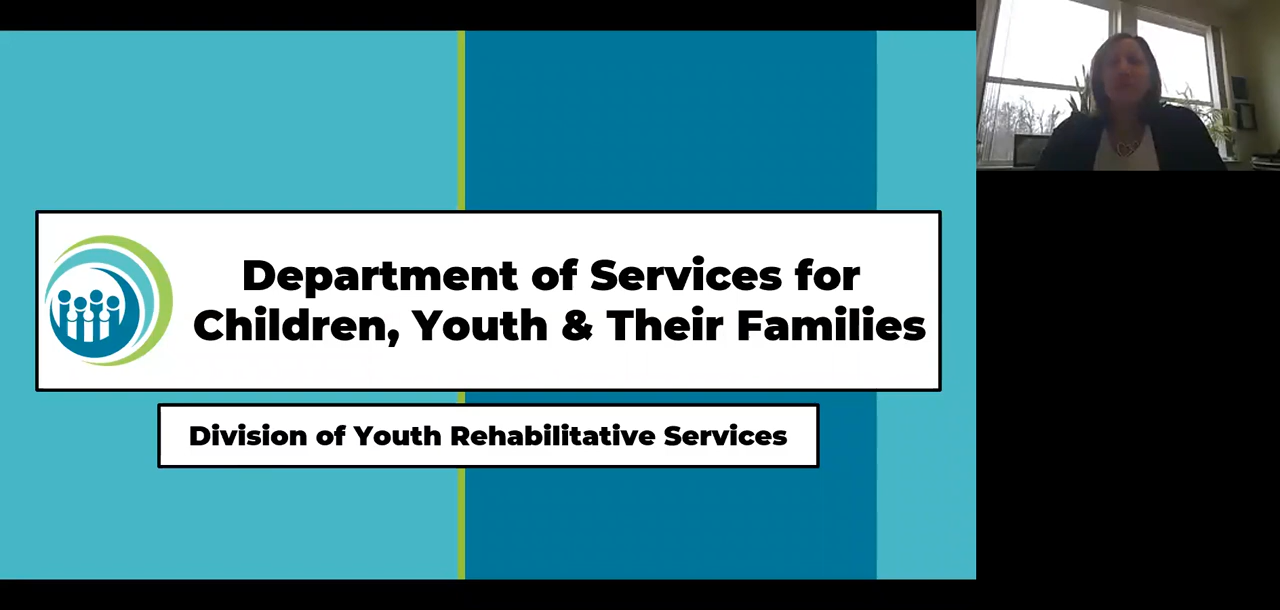 Department of Services for
Children, Youth & Their Families
Division of Youth Rehabilitative Services